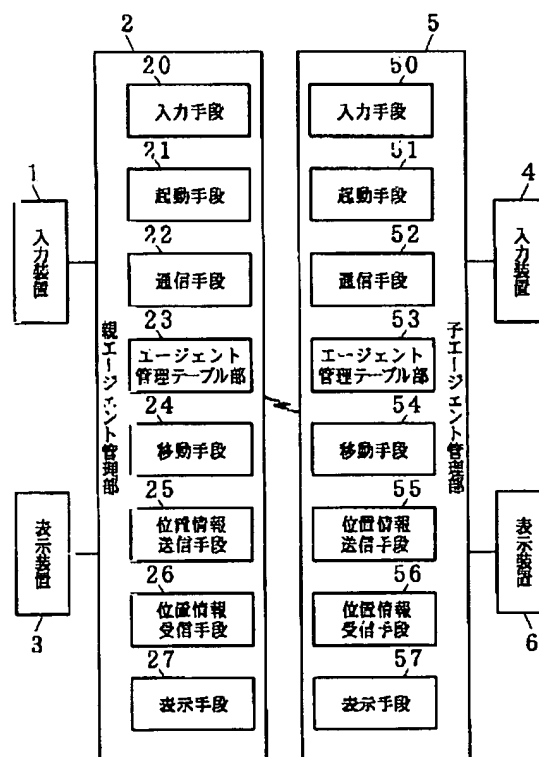 2
5
20
入力手段
50
入力手段
21
起動手段
51
起動手段
1
入力装置
4
入力装置
22
通信手段
52
通信手段
23
エージェント
管理テーブル部
53
エージェント
管理テーブル部
親エージェント管理部
子エージェント管理部
24
移動手段
54
移動手段
25
位置情報
送信手段
55
位置情報
送信手段
表示装置
3
表示装置
6
26
位置情報
受信手段
56
位置情報
受信手段
27
表示手段
57
表示手段